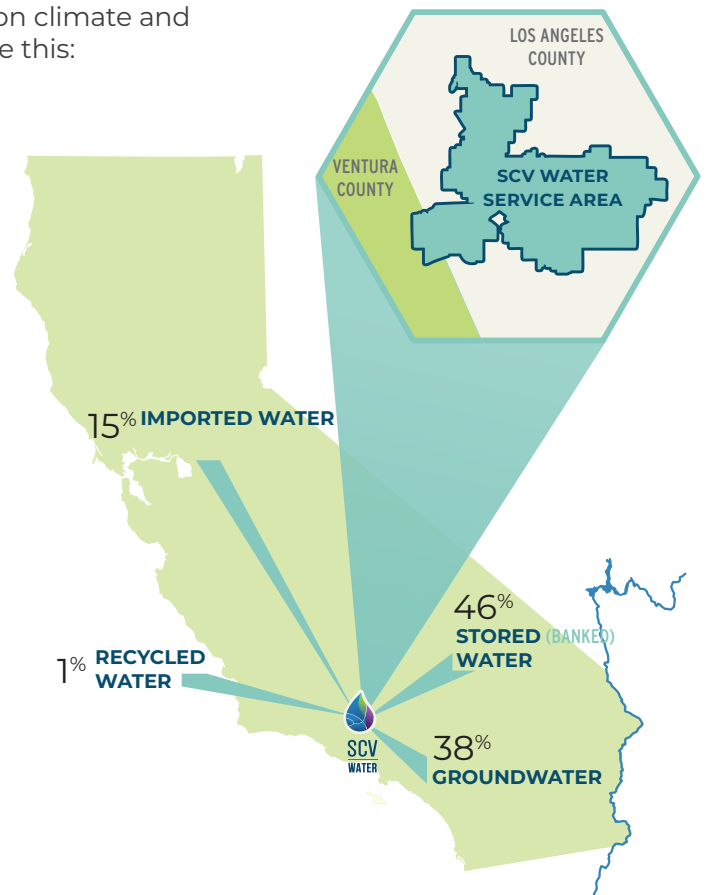 on climate and
e this:
LOS ANGELES
COUNTY
VENTURA
COUNTY
SCV WATER
SERVICE AREA
15% IMPORTED WATER
46%
STORED (BANKED)
WATER
1% RECYCLED
WATER
38%
GROUNDWATER
SCV
WATER